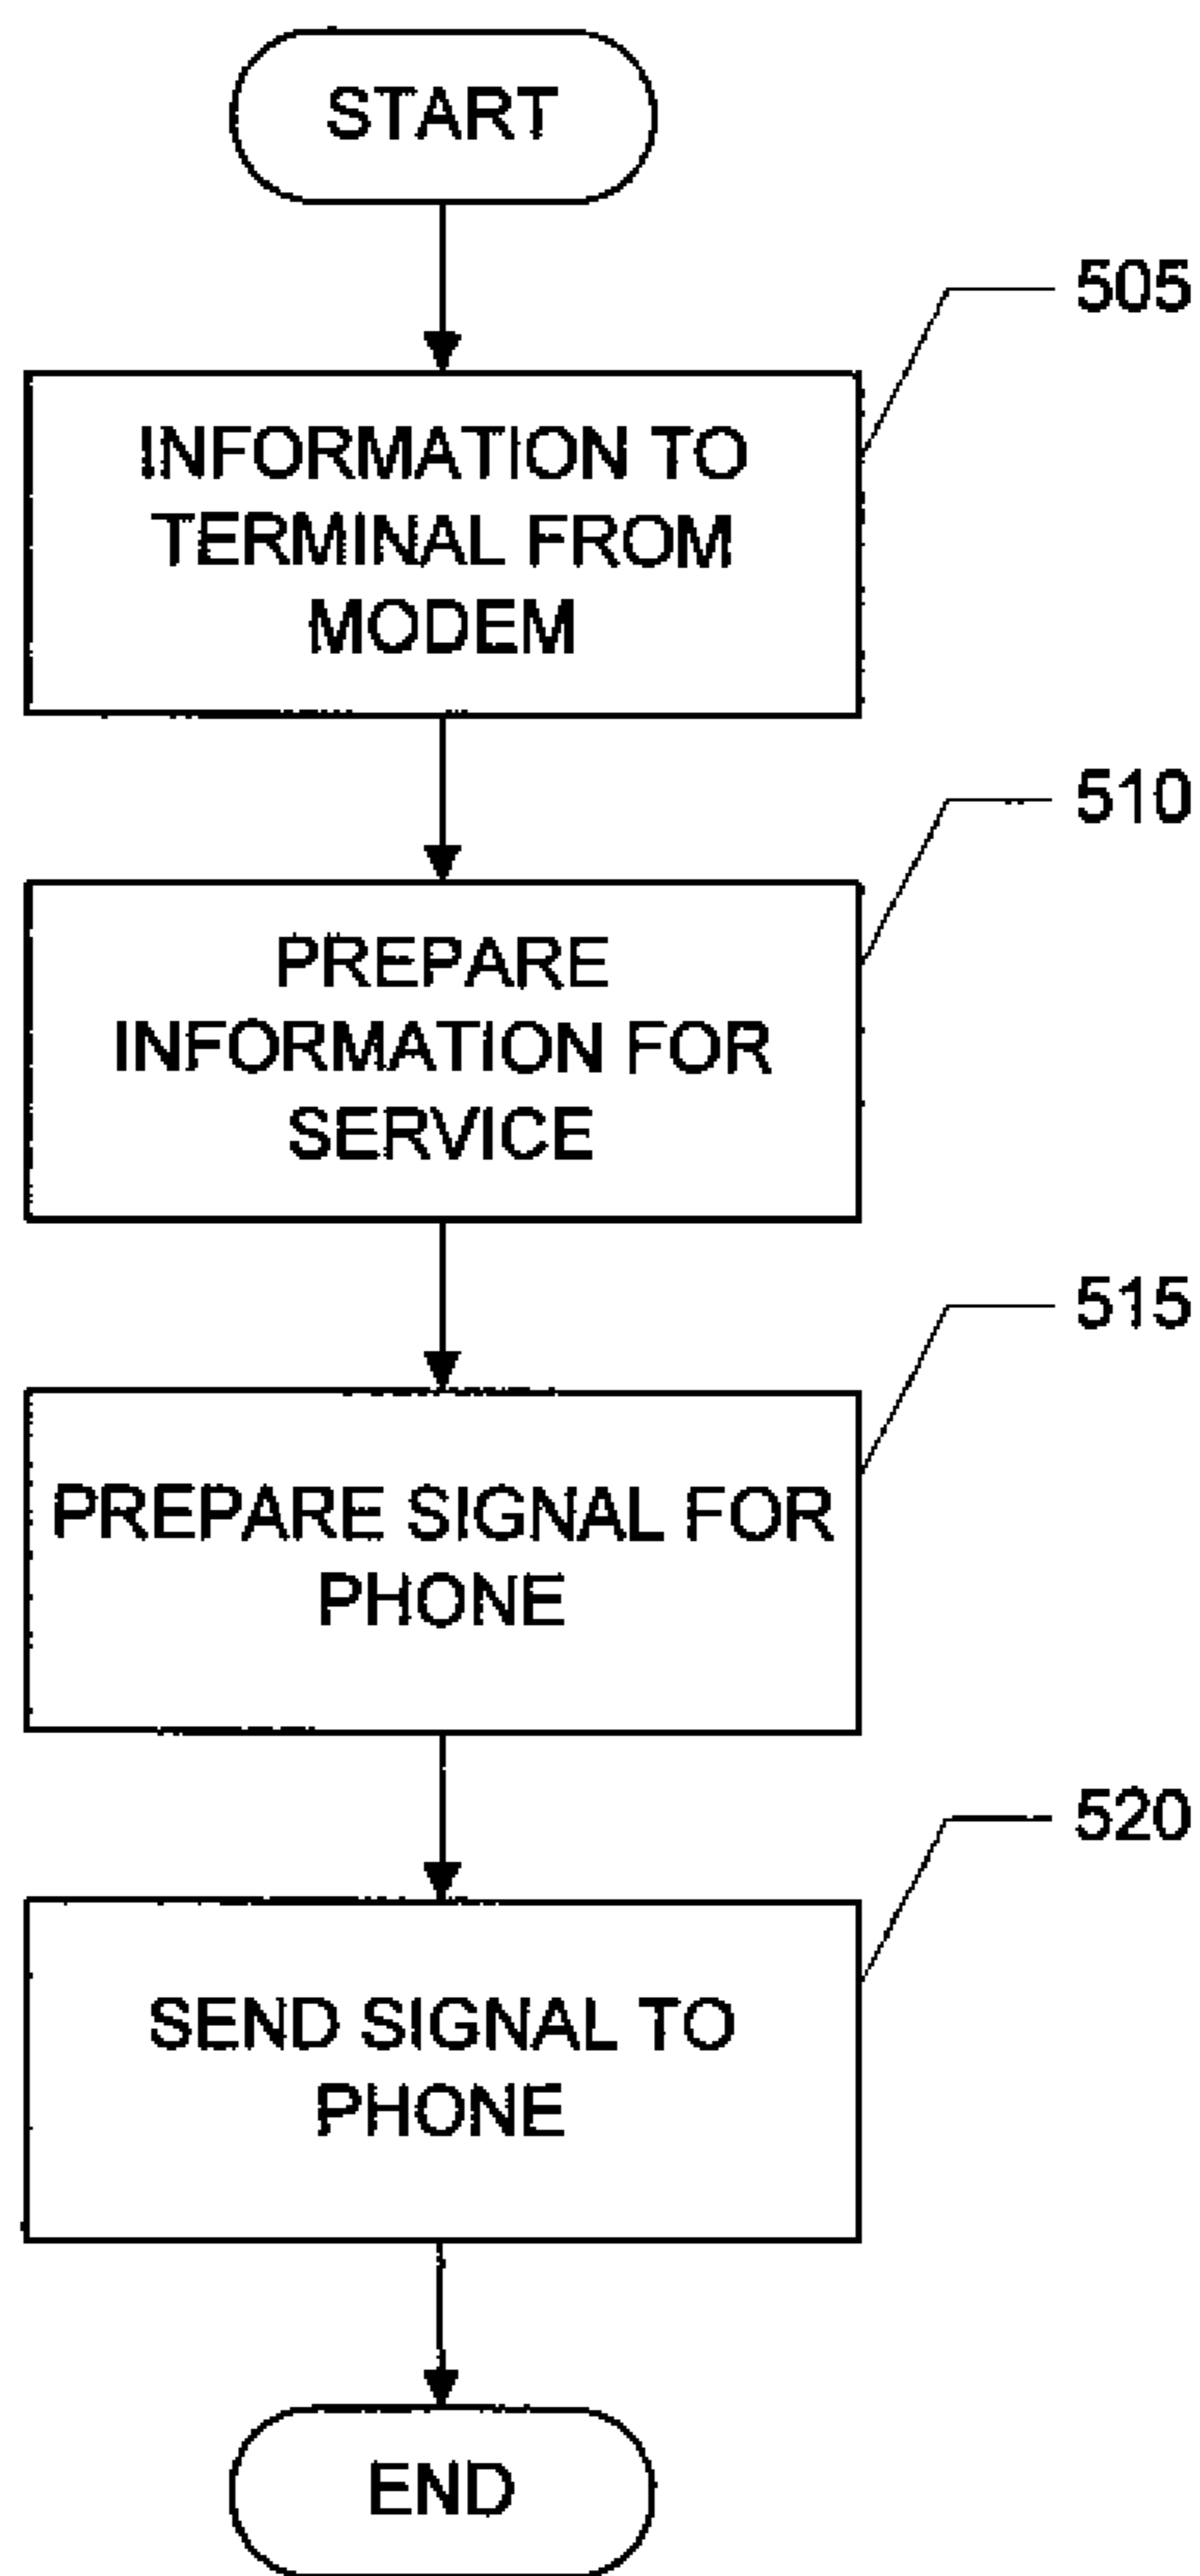 START
505
INFORMATION TO
TERMINAL FROM
MODEM
510
PREPARE
INFORMATION FOR
SERVICE
515
PREPARE SIGNAL FOR
PHONE
520
SEND SIGNAL TO
PHONE
END